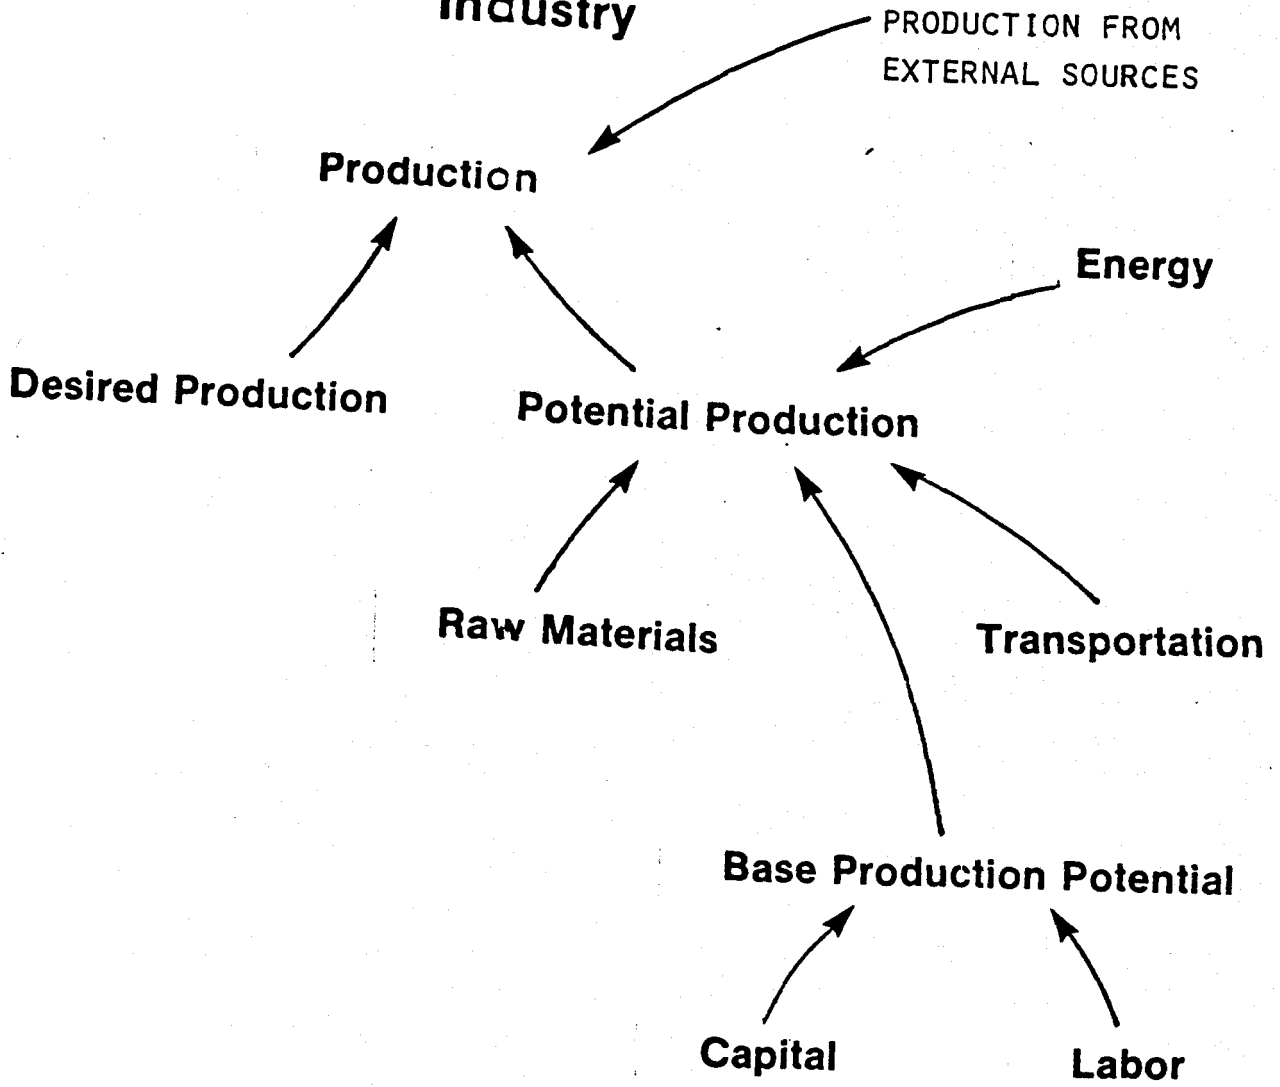 Industry
PRODUCTION FROM
EXTERNAL SOURCES
Production
Energy
Desired Production
Potential Production
Raw Materials
Transportation
Base Production Potential
Capital
Labor